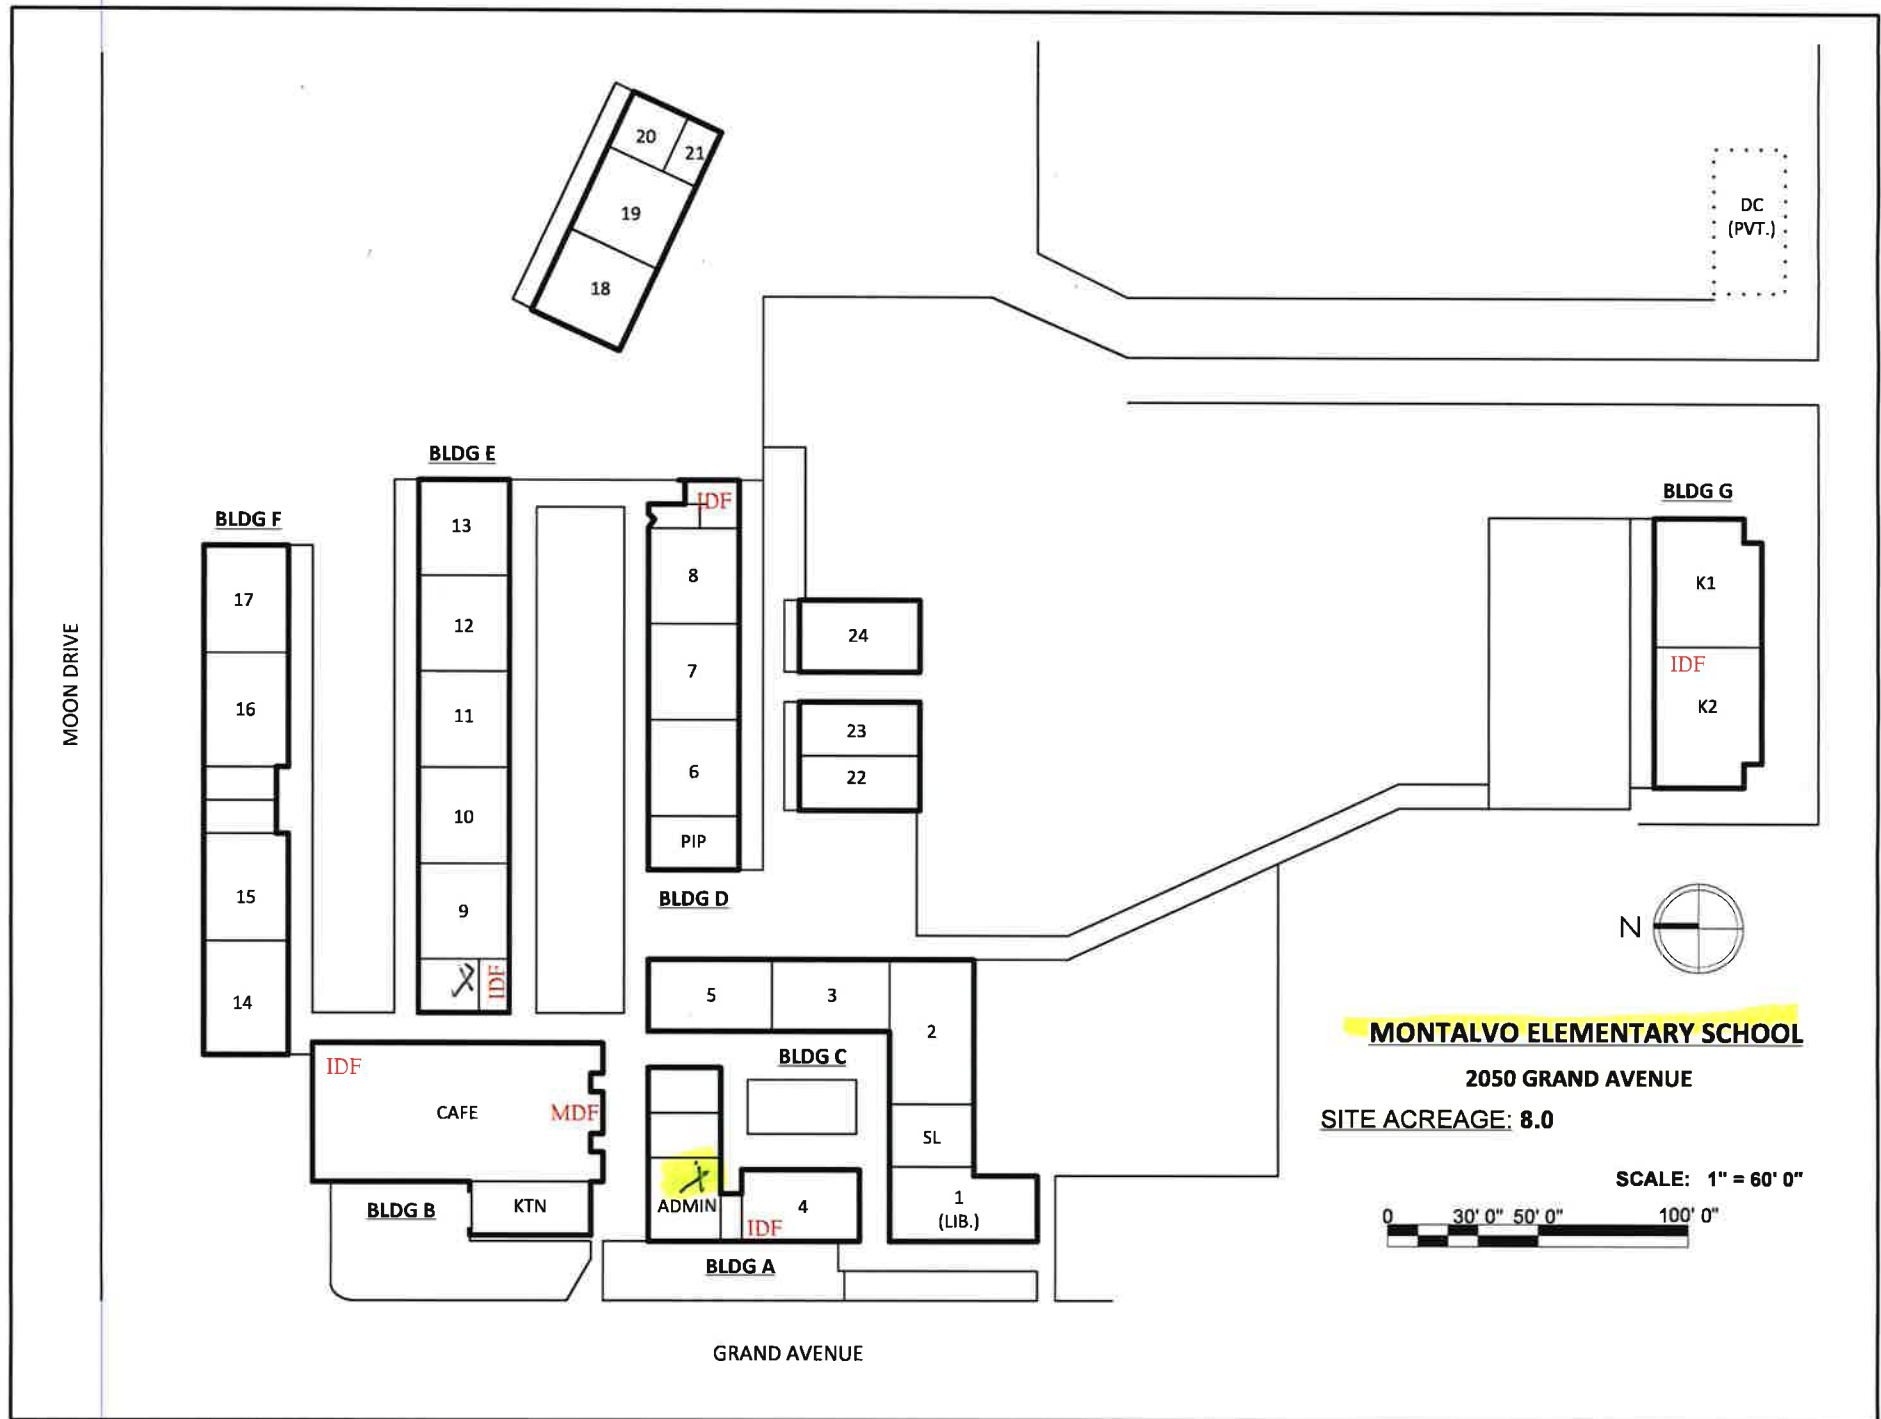 20
21
19
18
DC
(PVT.)
BLDG E
BLDG F
BLDG G
IDF
13
8
K1
17
12
24
IDF
7
K2
16
11
23
MOON DRIVE
6
22
10
PIP
15
9
BLDG D
N
X
IDF
5
3
14
2
MONTALVO ELEMENTARY SCHOOL
BLDG C
IDF
2050 GRAND AVENUE
CAFE
MDF
SITE ACREAGE: 8.0
SL
X
SCALE: 1" = 60' 0"
KTN
ADMIN
4
1
(LIB.)
BLDG B
IDF
0 30' 0" 50' 0" 100' 0"
BLDG A
GRAND AVENUE